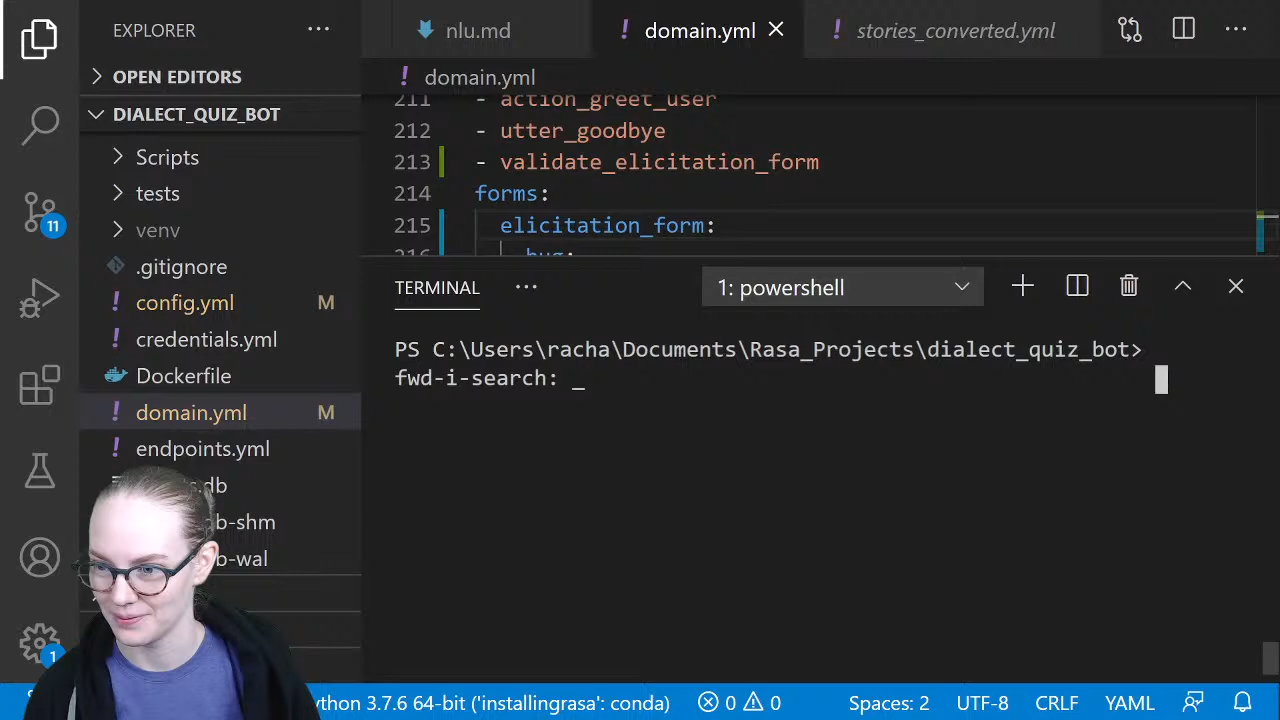 EXPLORER
nlu.md
domain.yml
stories_converted.yml
OPEN EDITORS
domain.yml
DIALECT_QUIZ_BOT
211 - action_greet_user
212 - utter_goodbye
213 - validate_elicitation_form
214 forms:
215 elicitation_form:
Scripts
tests
venv
.gitignore
config.yml M
credentials.yml
Dockerfile
domain.yml M
endpoints.yml
.db
b-shm
b-wal
11
1
TERMINAL
1: powershell
PS C:\Users\racha\Documents\Rasa_Projects\dialect_quiz_bot>
fwd-i-search: _
ython 3.7.6 64-bit ('installingrasa': conda)
0 0
Spaces: 2
UTF-8
CRLF
YAML